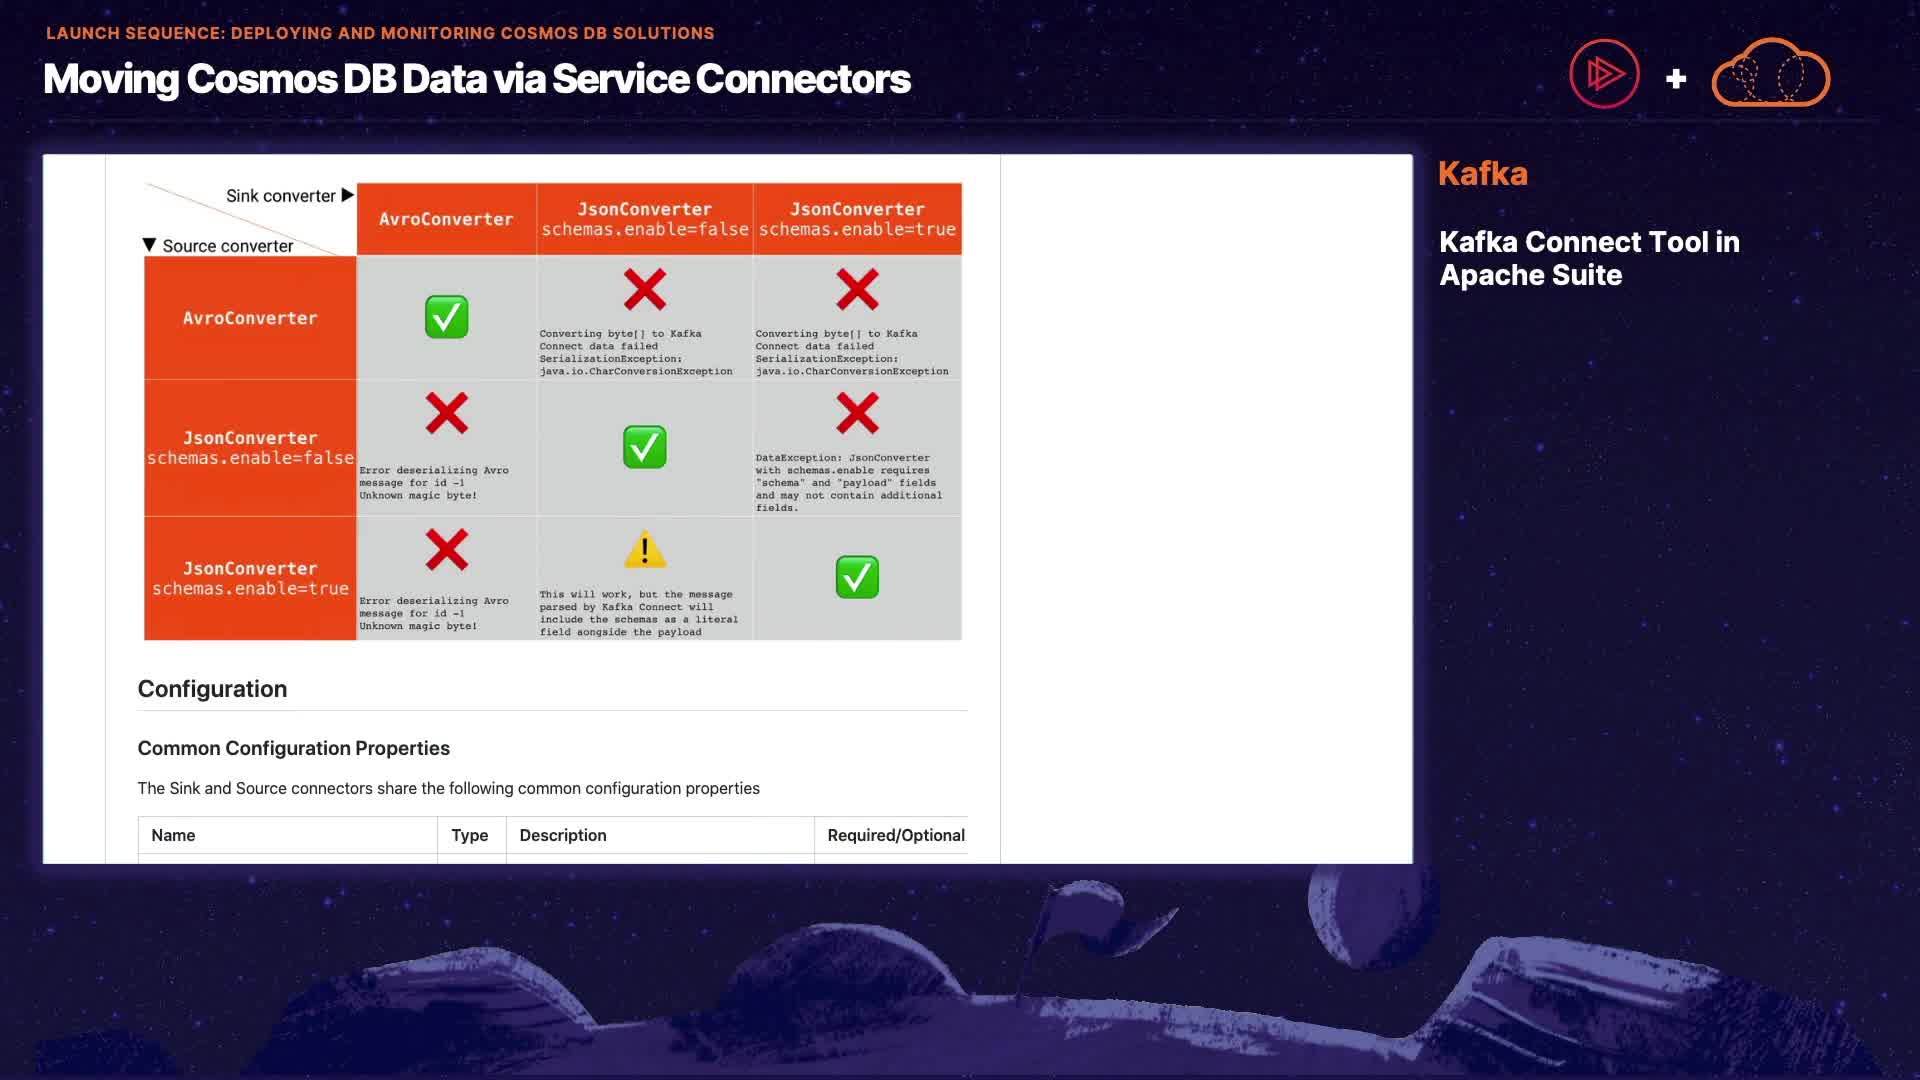 LAUNCH SEQUENCE: DEPLOYING AND MONITORING COSMOS DB SOLUTIONS
Moving Cosmos DB Data via Service Connectors
Kafka
Kafka Connect Tool in
Apache Suite
Sink converter ▶
▼ Source converter
AvroConverter
JsonConverter
schemas.enable=false
JsonConverter
schemas.enable=true
AvroConverter
Converting byte[] to Kafka
Connect data failed
SerializationException:
java.io.CharConversionException
Converting byte[] to Kafka
Connect data failed
SerializationException:
java.io.CharConversionException
JsonConverter
schemas.enable=false
Error deserializing Avro
message for id -1
Unknown magic byte!
DataException: JsonConverter
with schemas.enable requires
"schema" and "payload" fields
and may not contain additional
fields.
JsonConverter
schemas.enable=true
Error deserializing Avro
message for id -1
Unknown magic byte!
This will work, but the message
parsed by Kafka Connect will
include the schemas as a literal
field aongside the payload
Configuration
Common Configuration Properties
The Sink and Source connectors share the following common configuration properties
Name Type Description Required/Optional